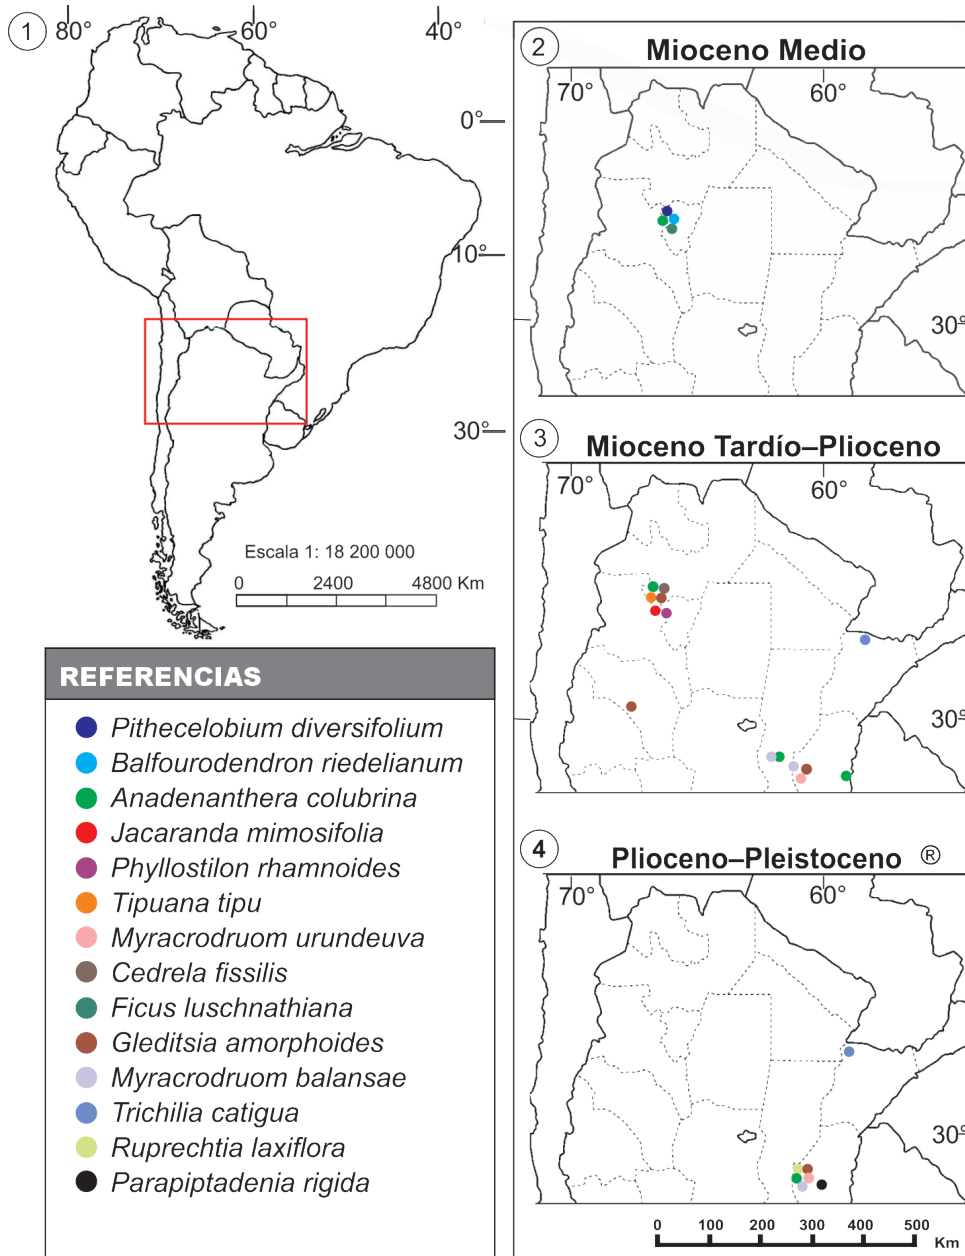 1
80°
60°
40°
0°
10°
30°
Escala 1: 18 200 000
0 2400 4800 Km
REFERENCIAS
Pithecelobium diversifolium
Balfourodendron riedelianum
Anadenanthera colubrina
Jacaranda mimosifolia
Phyllostilon rhamnoides
Tipuana tipu
Myracrodruom urundeuva
Cedrela fissilis
Ficus luschnathiana
Gleditsia amorphoides
Myracrodruom balansae
Trichilia catigua
Ruprechtia laxiflora
Parapiptadenia rigida
2
Mioceno Medio
70° 60°
30°
3
Mioceno Tardío–Plioceno
70° 60°
30°
4
Plioceno–Pleistoceno ®
70° 60°
30°
0 100 200 300 400 500
Km